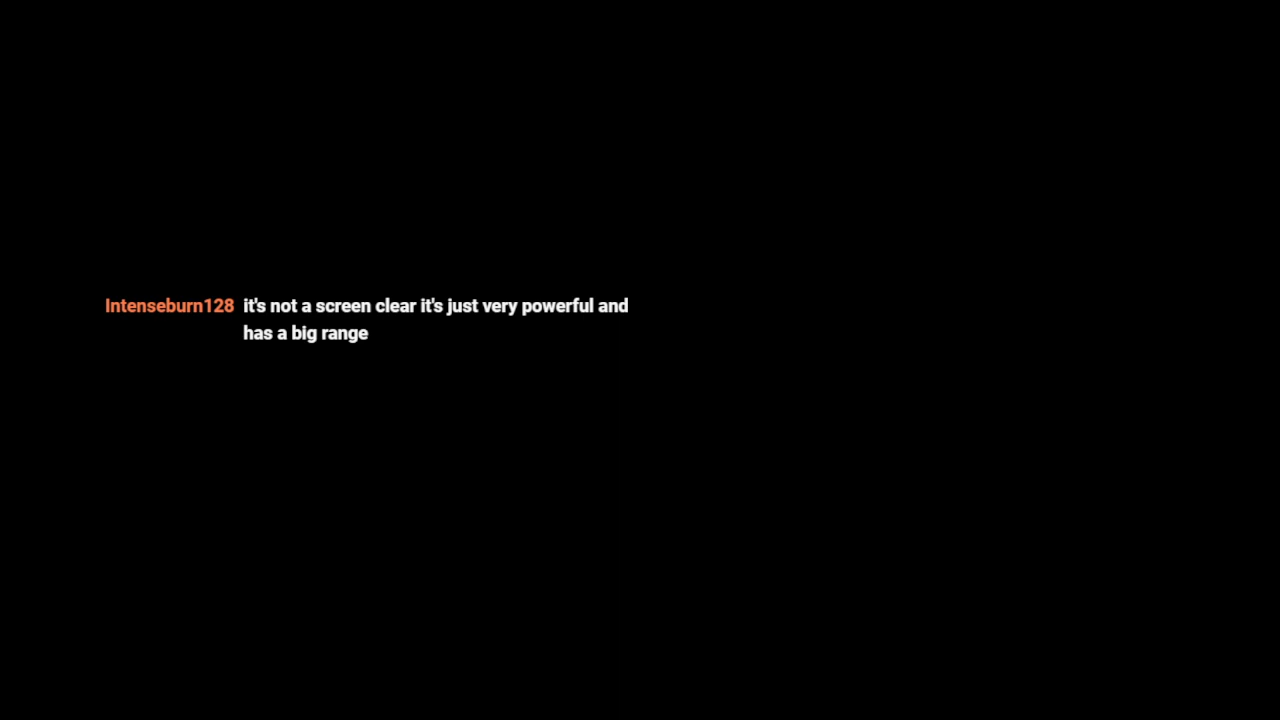 Intenseburn128 it's not a screen clear it's just very powerful and
has a big range